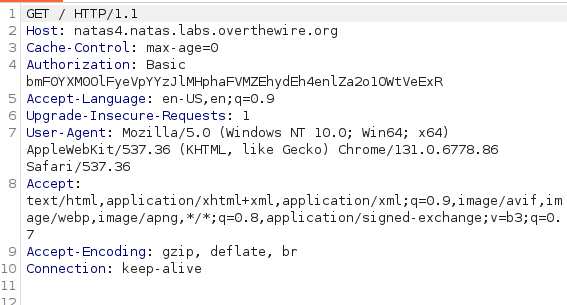 1 GET / HTTP/1.1
2 Host: natas4.natas.labs.overthewire.org
3 Cache-Control: max-age=0
4 Authorization: Basic
bmF0YXM0OlFyeVpYYzJlMHphaFVMZEhydEh4enlZa2o1OWtVeExR
5 Accept-Language: en-US,en;q=0.9
6 Upgrade-Insecure-Requests: 1
7 User-Agent: Mozilla/5.0 (Windows NT 10.0; Win64; x64)
AppleWebKit/537.36 (KHTML, like Gecko) Chrome/131.0.6778.86
Safari/537.36
8 Accept:
text/html,application/xhtml+xml,application/xml;q=0.9,image/avif,im
age/webp,image/apng,*/*;q=0.8,application/signed-exchange;v=b3;q=0.
7
9 Accept-Encoding: gzip, deflate, br
10 Connection: keep-alive
11
12